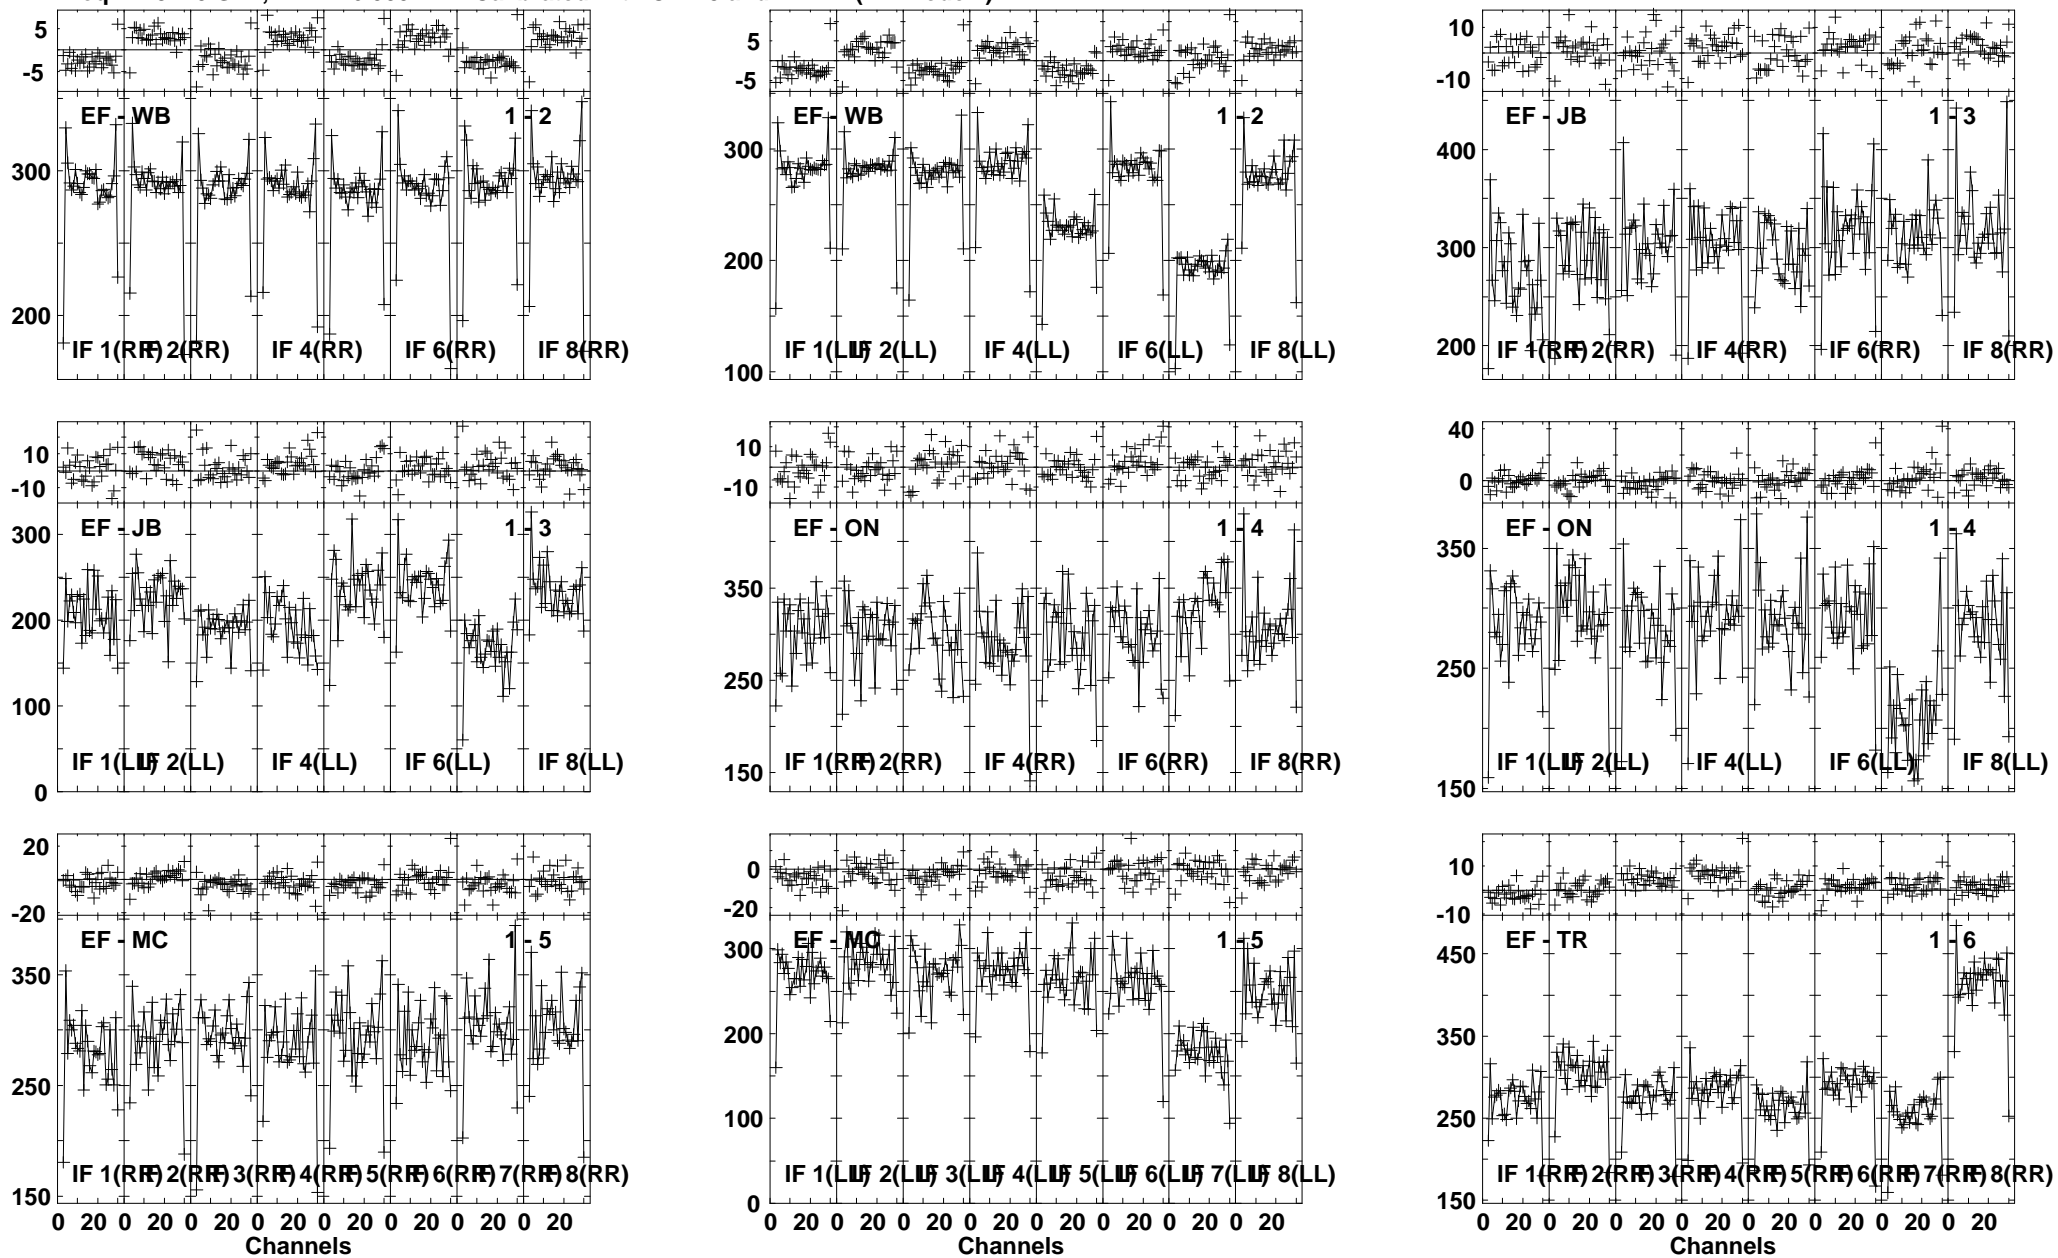 5
-5
EF - WB
1 - 2
300
200
IF 1(RR)
IF 2(RR)
IF 4(RR)
IF 6(RR)
IF 8(RR)
5
-5
EF - WB
1 - 2
300
200
100
IF 1(LL)
IF 2(LL)
IF 4(LL)
IF 6(LL)
IF 8(LL)
10
-10
EF - JB
1 - 3
400
300
200
IF 1(RR)
IF 2(RR)
IF 4(RR)
IF 6(RR)
IF 8(RR)
10
-10
EF - JB
1 - 3
300
200
100
0
IF 1(LL)
IF 2(LL)
IF 4(LL)
IF 6(LL)
IF 8(LL)
10
-10
EF - ON
1 - 4
350
250
150
IF 1(RR)
IF 2(RR)
IF 4(RR)
IF 6(RR)
IF 8(RR)
40
0
EF - ON
1 - 4
350
250
150
IF 1(LL)
IF 2(LL)
IF 4(LL)
IF 6(LL)
IF 8(LL)
20
-20
EF - MC
1 - 5
350
250
150
IF 1(RR)
IF 2(RR)
IF 3(RR)
IF 4(RR)
IF 5(RR)
IF 6(RR)
IF 7(RR)
IF 8(RR)
0 20 0 20 0 20 0 20 0 20 0 20 0 20 0 20
Channels
0
-20
EF - MC
1 - 5
300
200
100
0
IF 1(LL)
IF 2(LL)
IF 3(LL)
IF 4(LL)
IF 5(LL)
IF 6(LL)
IF 7(LL)
IF 8(LL)
0 20 0 20 0 20 0 20 0 20 0 20 0 20 0 20
Channels
10
-10
EF - TR
1 - 6
450
350
250
150
IF 1(RR)
IF 2(RR)
IF 3(RR)
IF 4(RR)
IF 5(RR)
IF 6(RR)
IF 7(RR)
IF 8(RR)
0 20 0 20 0 20 0 20 0 20 0 20 0 20 0 20
Channels